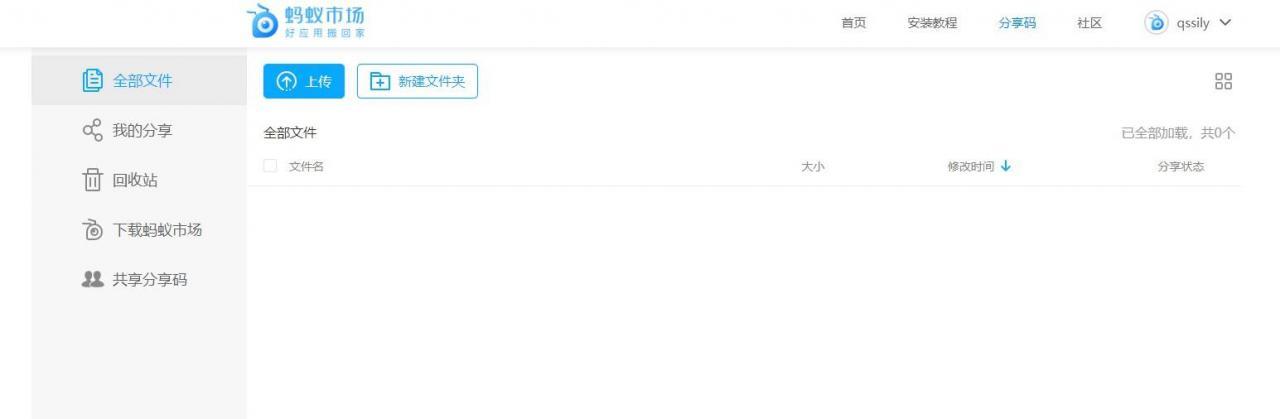 蚂蚁市场
好应用搬回家
首页 安装教程 分享码 社区 qssily
全部文件
我的分享
回收站
下载蚂蚁市场
共享分享码
上传 新建文件夹
全部文件 已全部加载，共0个
文件名 大小 修改时间 分享状态